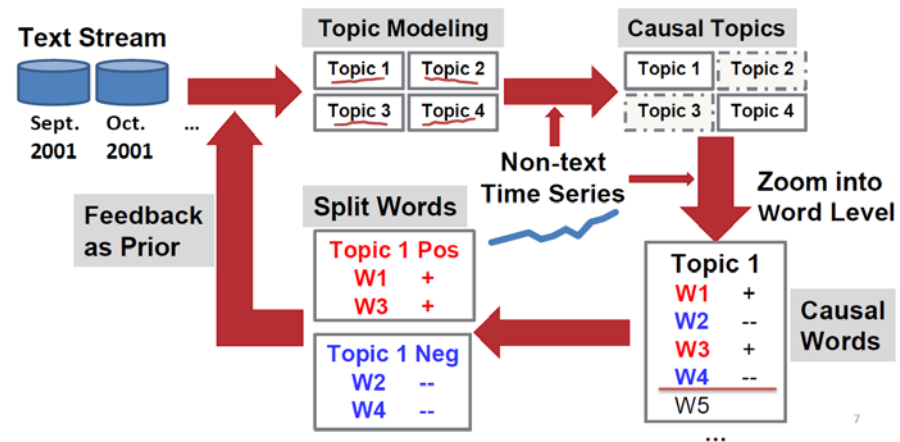 Text Stream
Sept.
2001
Oct.
2001
...
Topic Modeling
Topic 1
Topic 2
Topic 3
Topic 4
Causal Topics
Topic 1
Topic 2
Topic 3
Topic 4
Non-text
Time Series
Zoom into
Word Level
Feedback
as Prior
Split Words
Topic 1 Pos
W1 +
W3 +
Topic 1 Neg
W2 --
W4 --
Topic 1
W1 +
W2 --
W3 +
W4 --
W5
...
Causal
Words
7